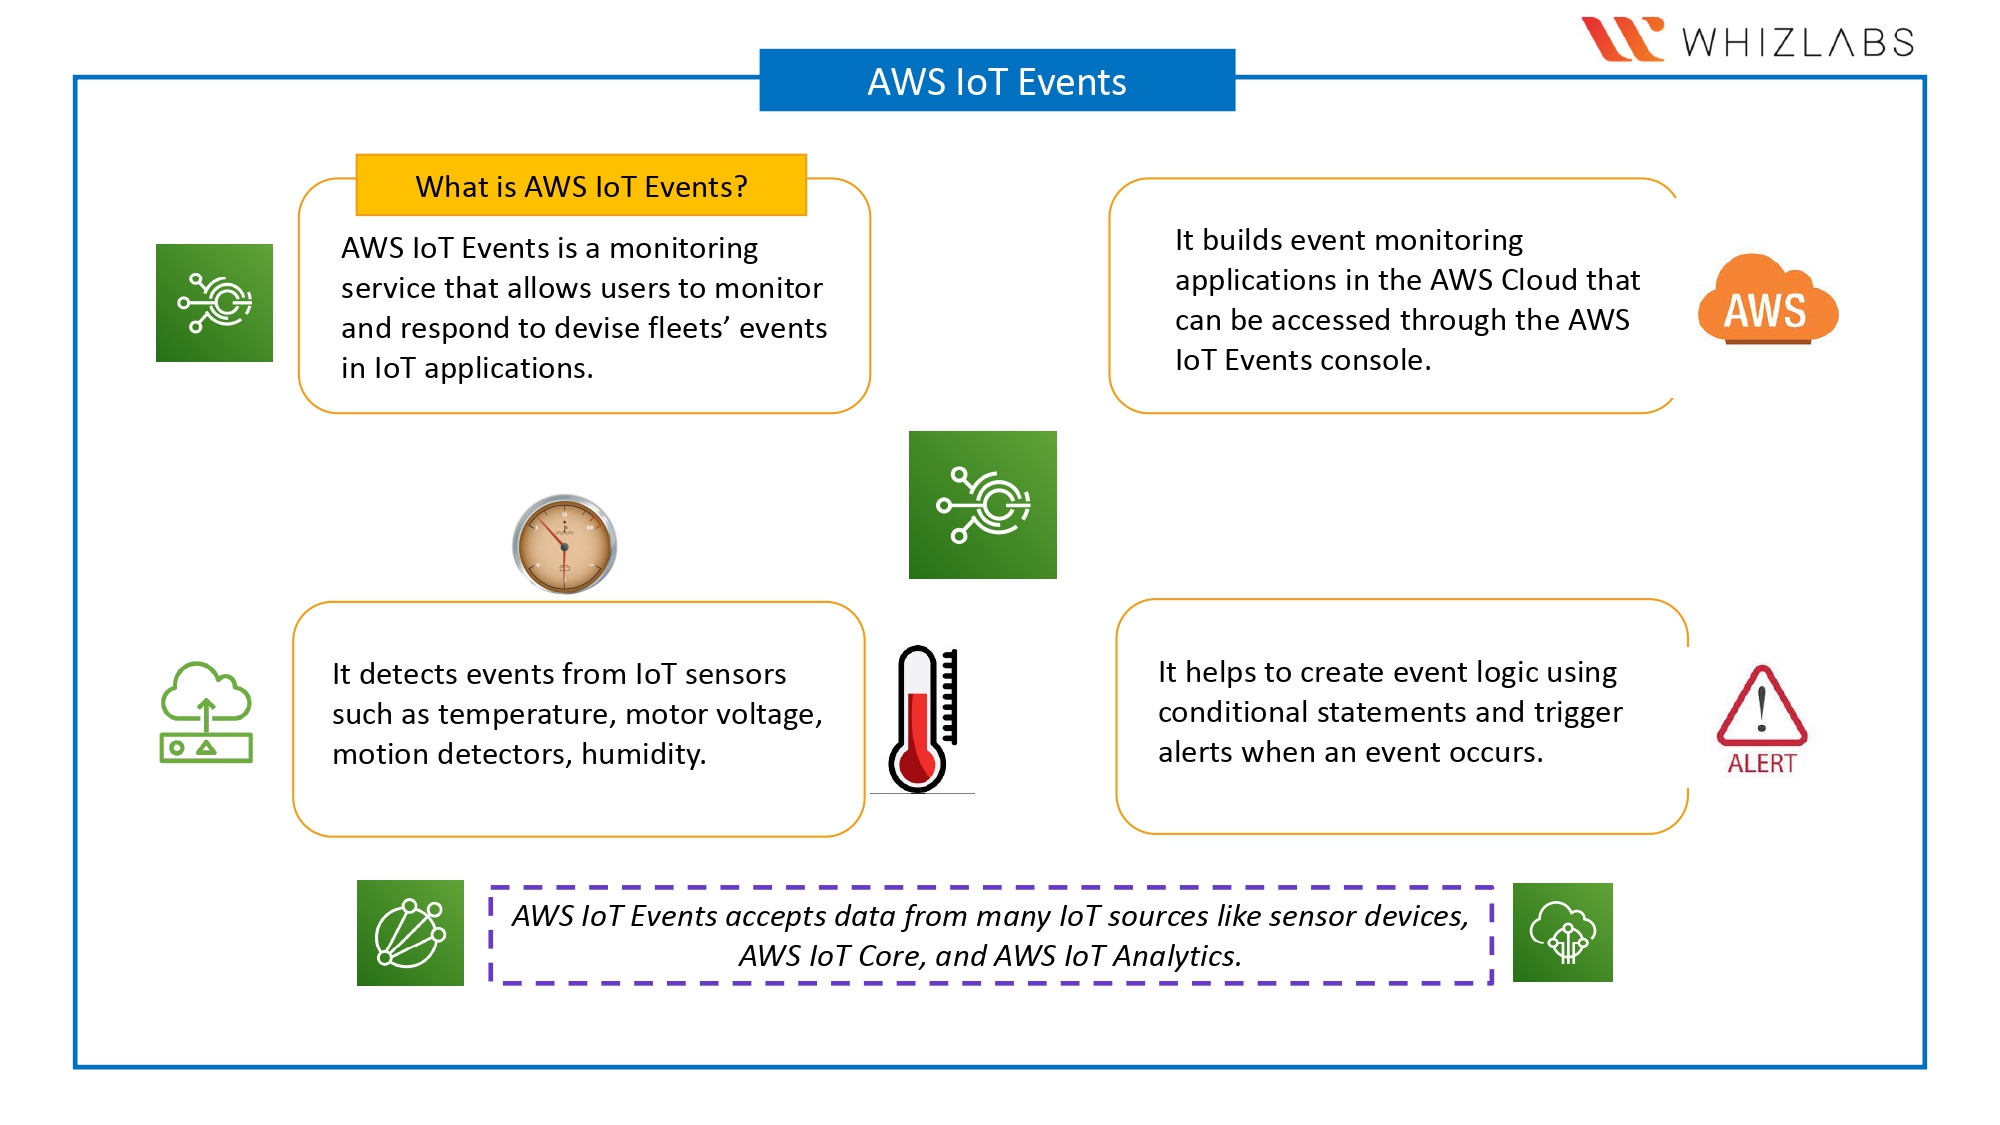 WHIZLABS
AWS IoT Events
What is AWS IoT Events?
AWS IoT Events is a monitoring
service that allows users to monitor
and respond to devise fleets’ events
in IoT applications.
It builds event monitoring
applications in the AWS Cloud that
can be accessed through the AWS
IoT Events console.
AWS
It detects events from IoT sensors
such as temperature, motor voltage,
motion detectors, humidity.
It helps to create event logic using
conditional statements and trigger
alerts when an event occurs.
ALERT
AWS IoT Events accepts data from many IoT sources like sensor devices,
AWS IoT Core, and AWS IoT Analytics.